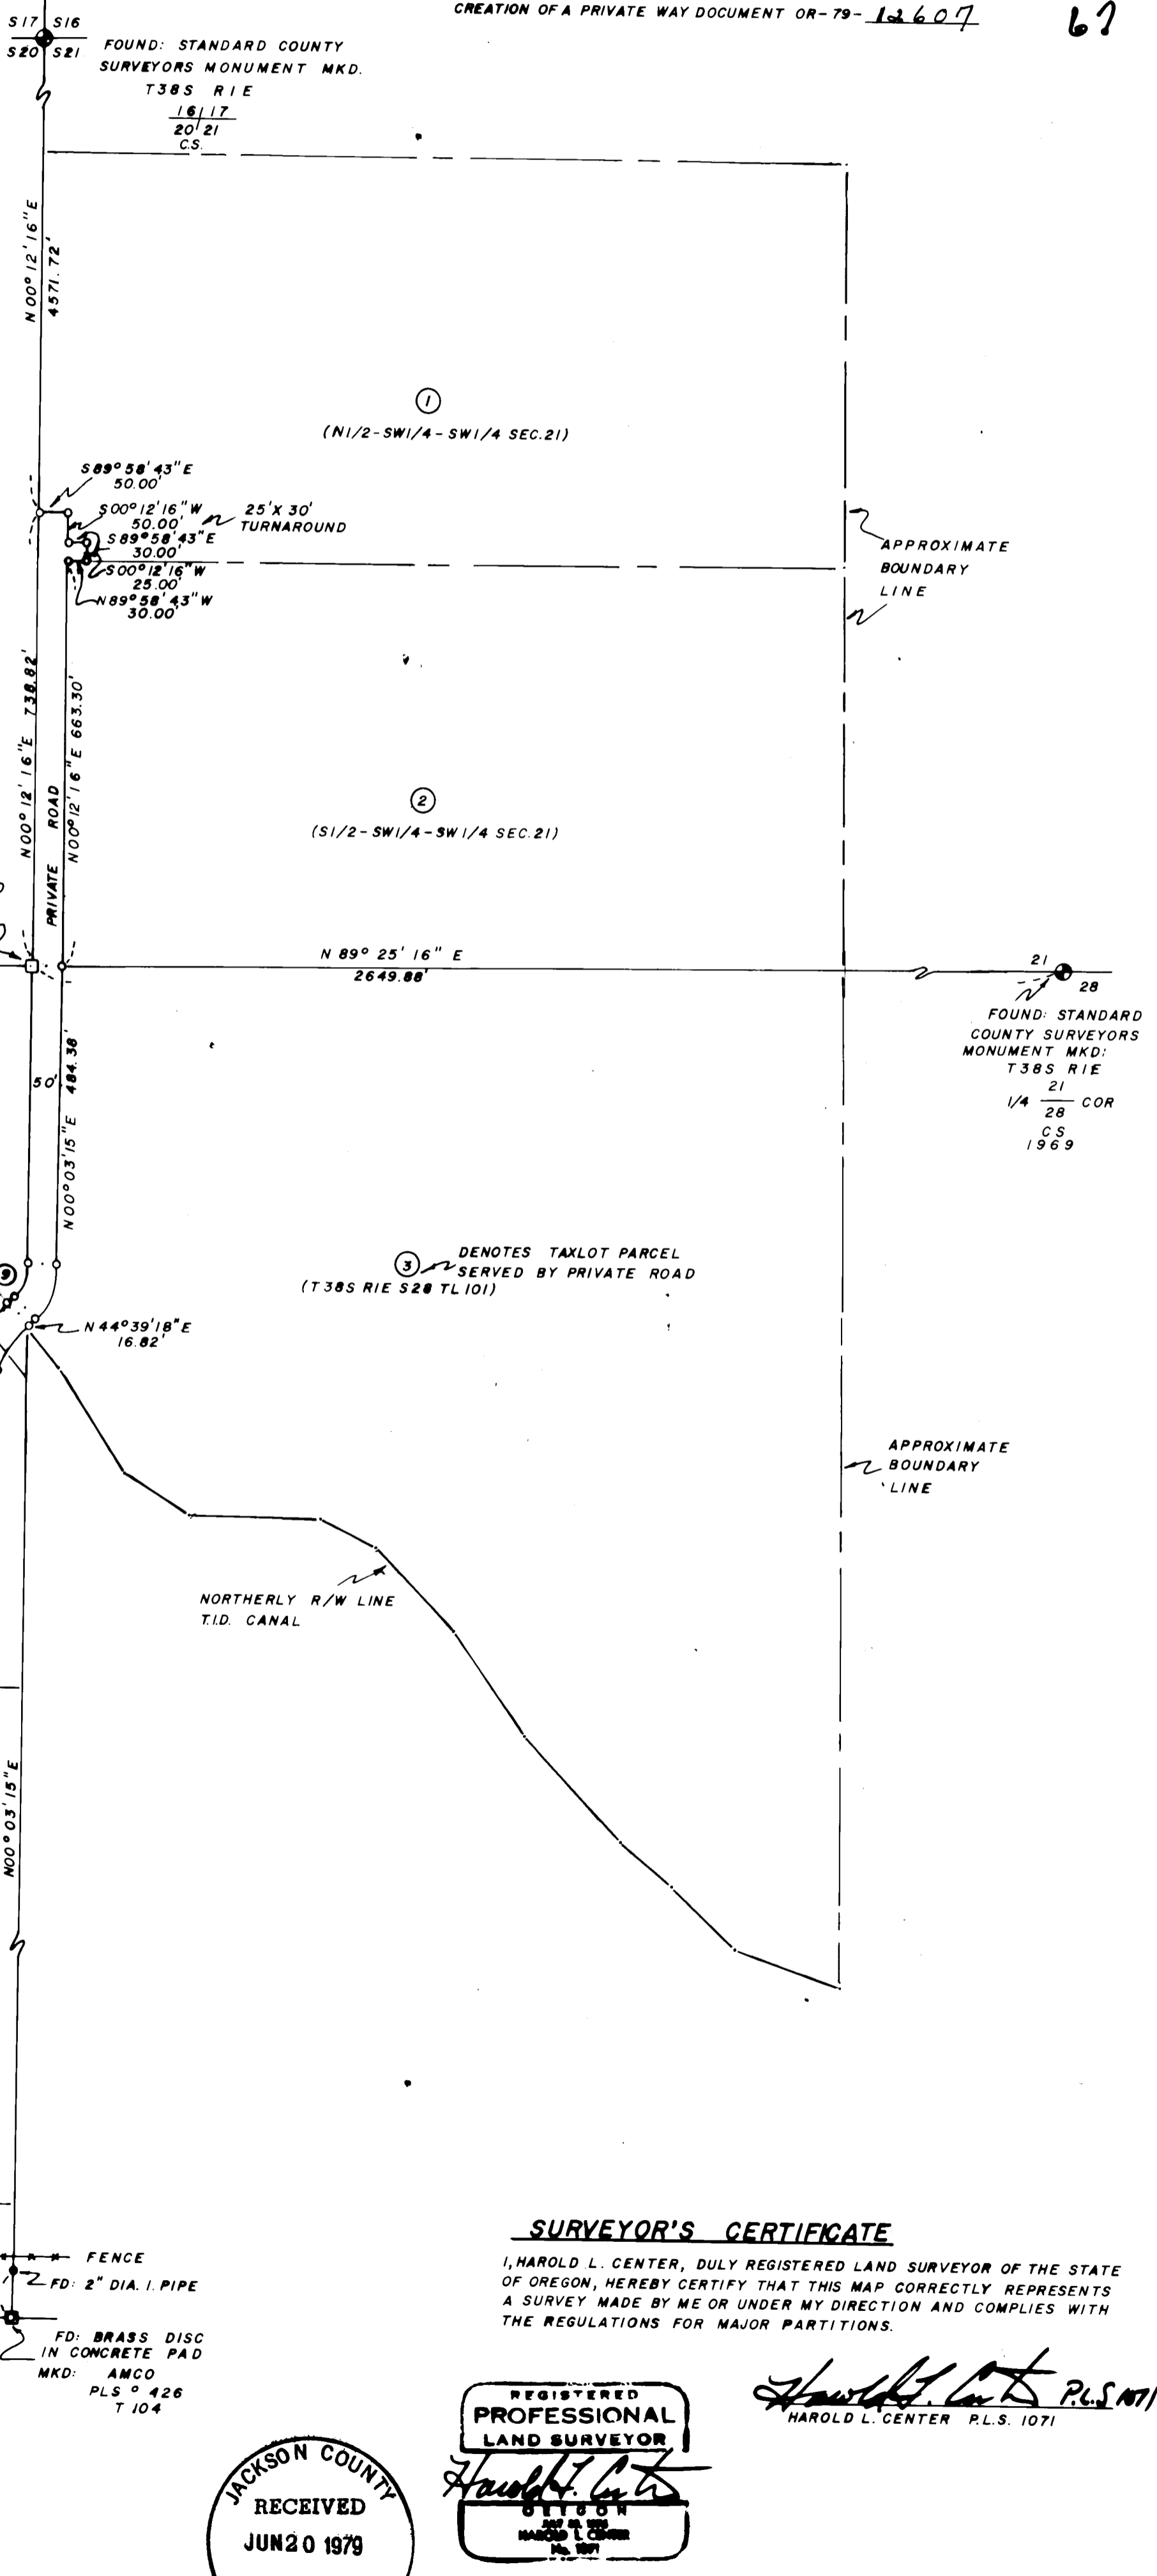 CREATION OF A PRIVATE WAY DOCUMENT OR-79- 12607
67
S17 S16
S20 S21
FOUND: STANDARD COUNTY
SURVEYORS MONUMENT MKD.
T38S R1E
16 | 17
20 | 21
C.S.
N00°12'16"E
4571.72'
1
(N1/2-SW1/4-SW1/4 SEC.21)
S89°58'43"E
50.00'
S00°12'16"W
50.00'
25'X 30'
TURNAROUND
S89°58'43"E
30.00'
S00°12'16"W
25.00'
N89°58'43"W
30.00'
APPROXIMATE
BOUNDARY
LINE
N00°12'16"E 738.82'
PRIVATE ROAD
N00°12'16"E 663.30'
2
(S1/2-SW1/4-SW1/4 SEC.21)
N 89° 25' 16" E
2649.88'
21
28
FOUND: STANDARD
COUNTY SURVEYORS
MONUMENT MKD:
T38S R1E
21
1/4 COR
28
CS
1969
50'
N00°03'15"E 484.38'
9
3
DENOTES TAXLOT PARCEL
SERVED BY PRIVATE ROAD
(T38S R1E S28 TL101)
N44°39'18"E
16.82'
APPROXIMATE
BOUNDARY
LINE
NORTHERLY R/W LINE
T.I.D. CANAL
N00°03'15"E
SURVEYOR'S CERTIFICATE
I, HAROLD L. CENTER, DULY REGISTERED LAND SURVEYOR OF THE STATE
OF OREGON, HEREBY CERTIFY THAT THIS MAP CORRECTLY REPRESENTS
A SURVEY MADE BY ME OR UNDER MY DIRECTION AND COMPLIES WITH
THE REGULATIONS FOR MAJOR PARTITIONS.
FENCE
FD: 2" DIA. I. PIPE
FD: BRASS DISC
IN CONCRETE PAD
MKD: AMCO
PLS ° 426
T 104
Harold L. Center P.L.S 1071
HAROLD L. CENTER P.L.S. 1071
REGISTERED
PROFESSIONAL
LAND SURVEYOR
Harold L. Center
OREGON
HAROLD L. CENTER
No. 1071
JACKSON COUNTY
RECEIVED
JUN 20 1979